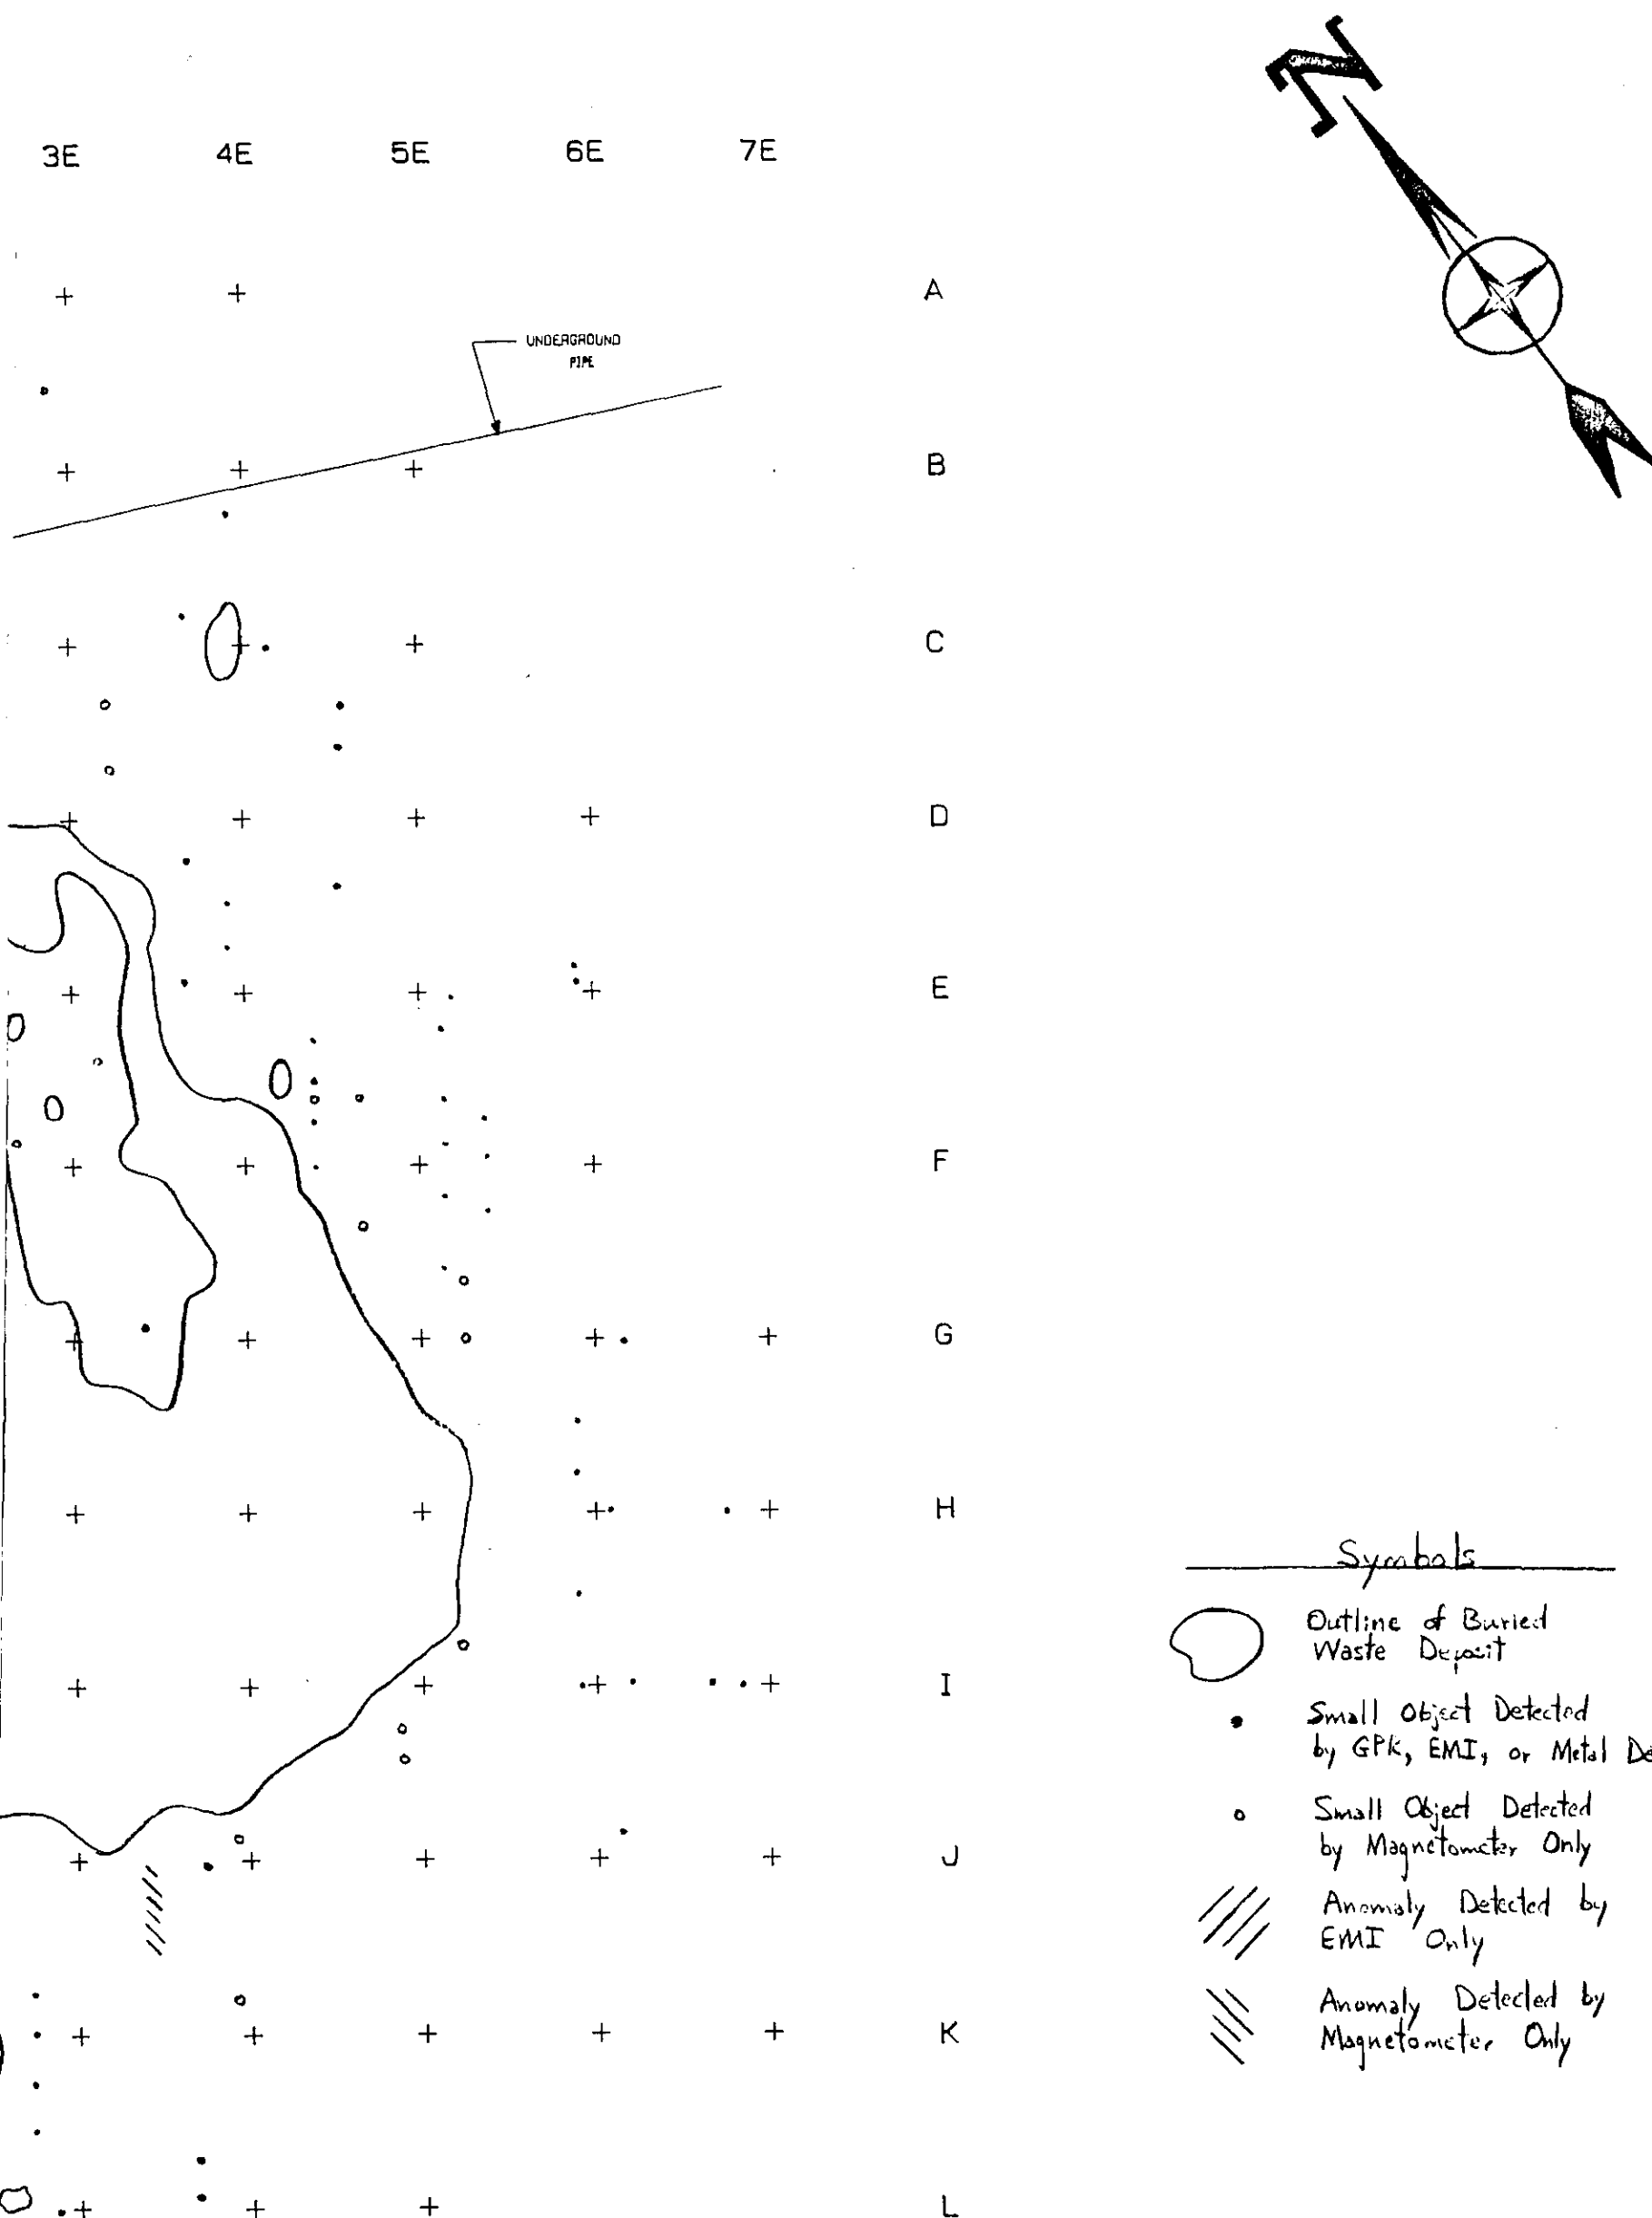 N
3E 4E 5E 6E 7E
A
UNDERGROUND
PIPE
B
C
D
E
F
G
H
I
J
K
L
Symbols
Outline of Buried
Waste Deposit
Small Object Detected
by GPR, EMI, or Metal De
Small Object Detected
by Magnetometer Only
Anomaly Detected by
EMI Only
Anomaly Detected by
Magnetometer Only